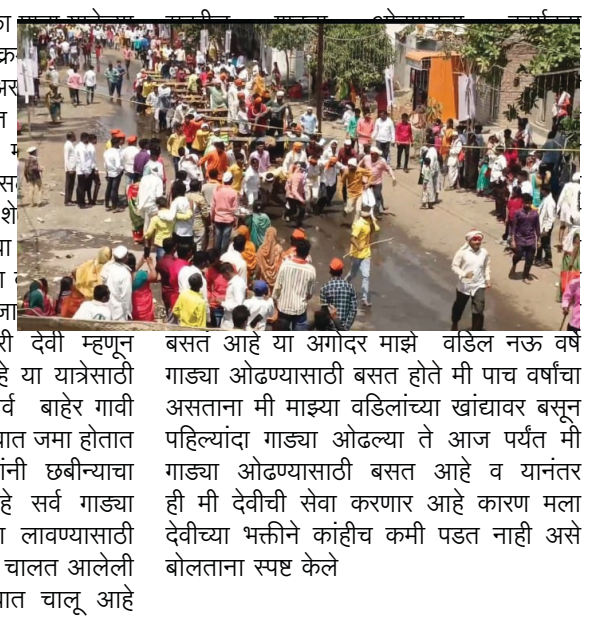 री देवी म्हणून
हे या यात्रेसाठी
र्व बाहेर गावी
ात जमा होतात
ांनी छबीन्याचा
हे सर्व गाड्या
ा लावण्यासाठी
चालत आलेली
ात चालू आहे
बसत आहे या अगोदर माझे वडिल नऊ वर्षे
गाड्या ओढण्यासाठी बसत होते मी पाच वर्षांचा
असताना मी माझ्या वडिलांच्या खांद्यावर बसून
पहिल्यांदा गाड्या ओढल्या ते आज पर्यंत मी
गाड्या ओढण्यासाठी बसत आहे व यानंतर
ही मी देवीची सेवा करणार आहे कारण मला
देवीच्या भक्तीने कांहीच कमी पडत नाही असे
बोलताना स्पष्ट केले